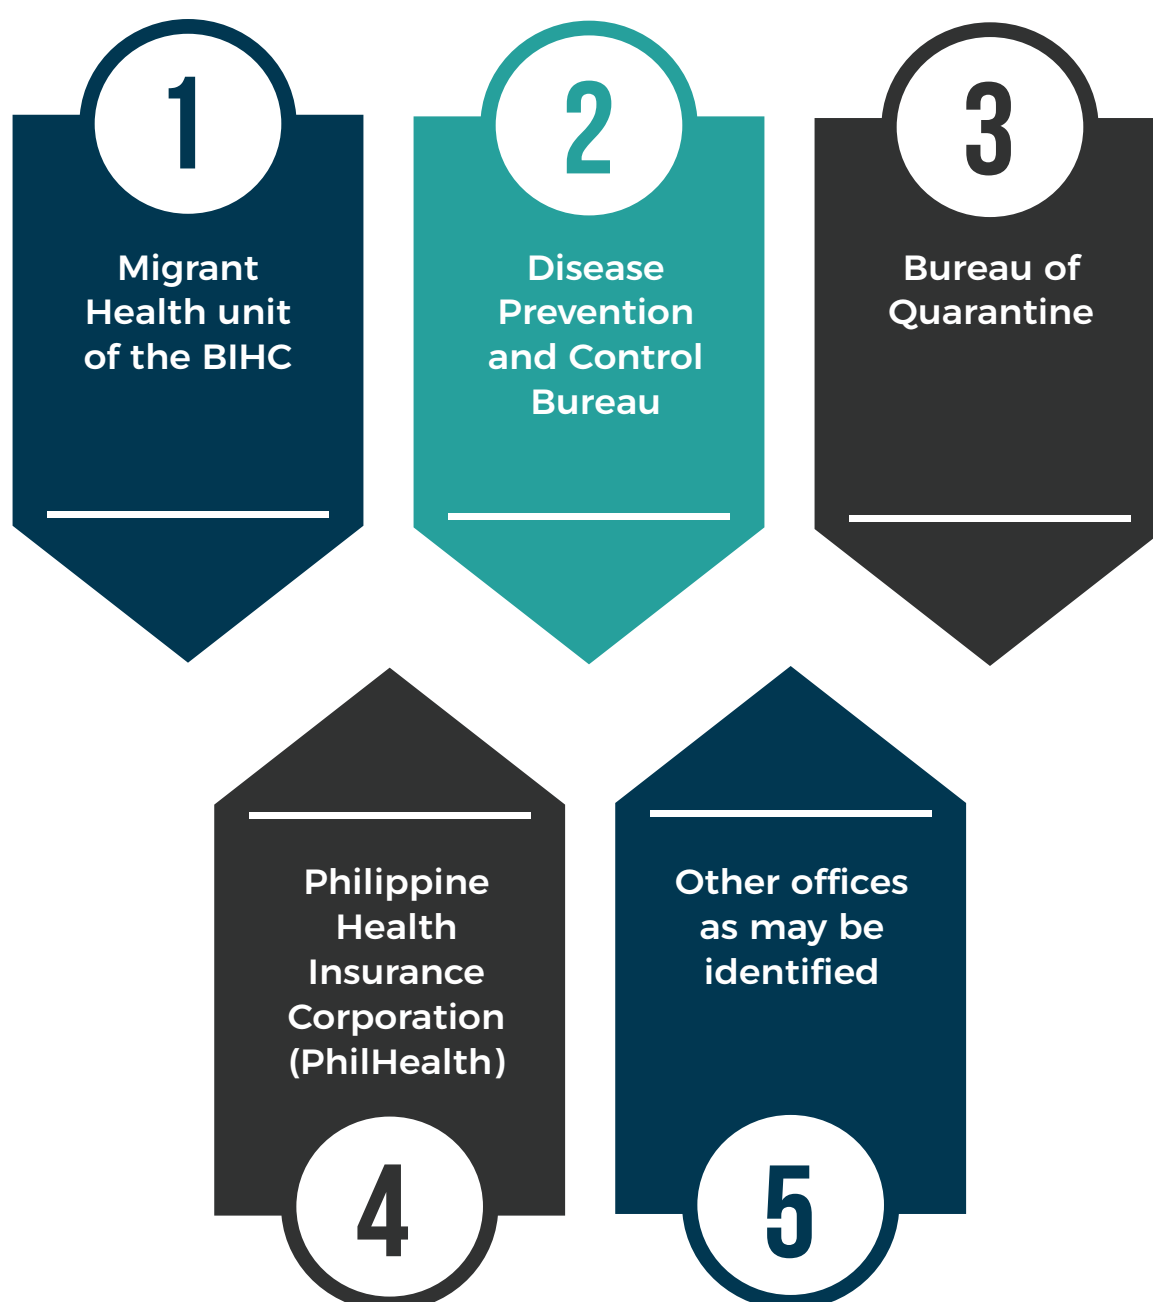 1
Migrant
Health unit
of the BIHC
2
Disease
Prevention
and Control
Bureau
3
Bureau of
Quarantine
Philippine
Health
Insurance
Corporation
(PhilHealth)
4
Other offices
as may be
identified
5